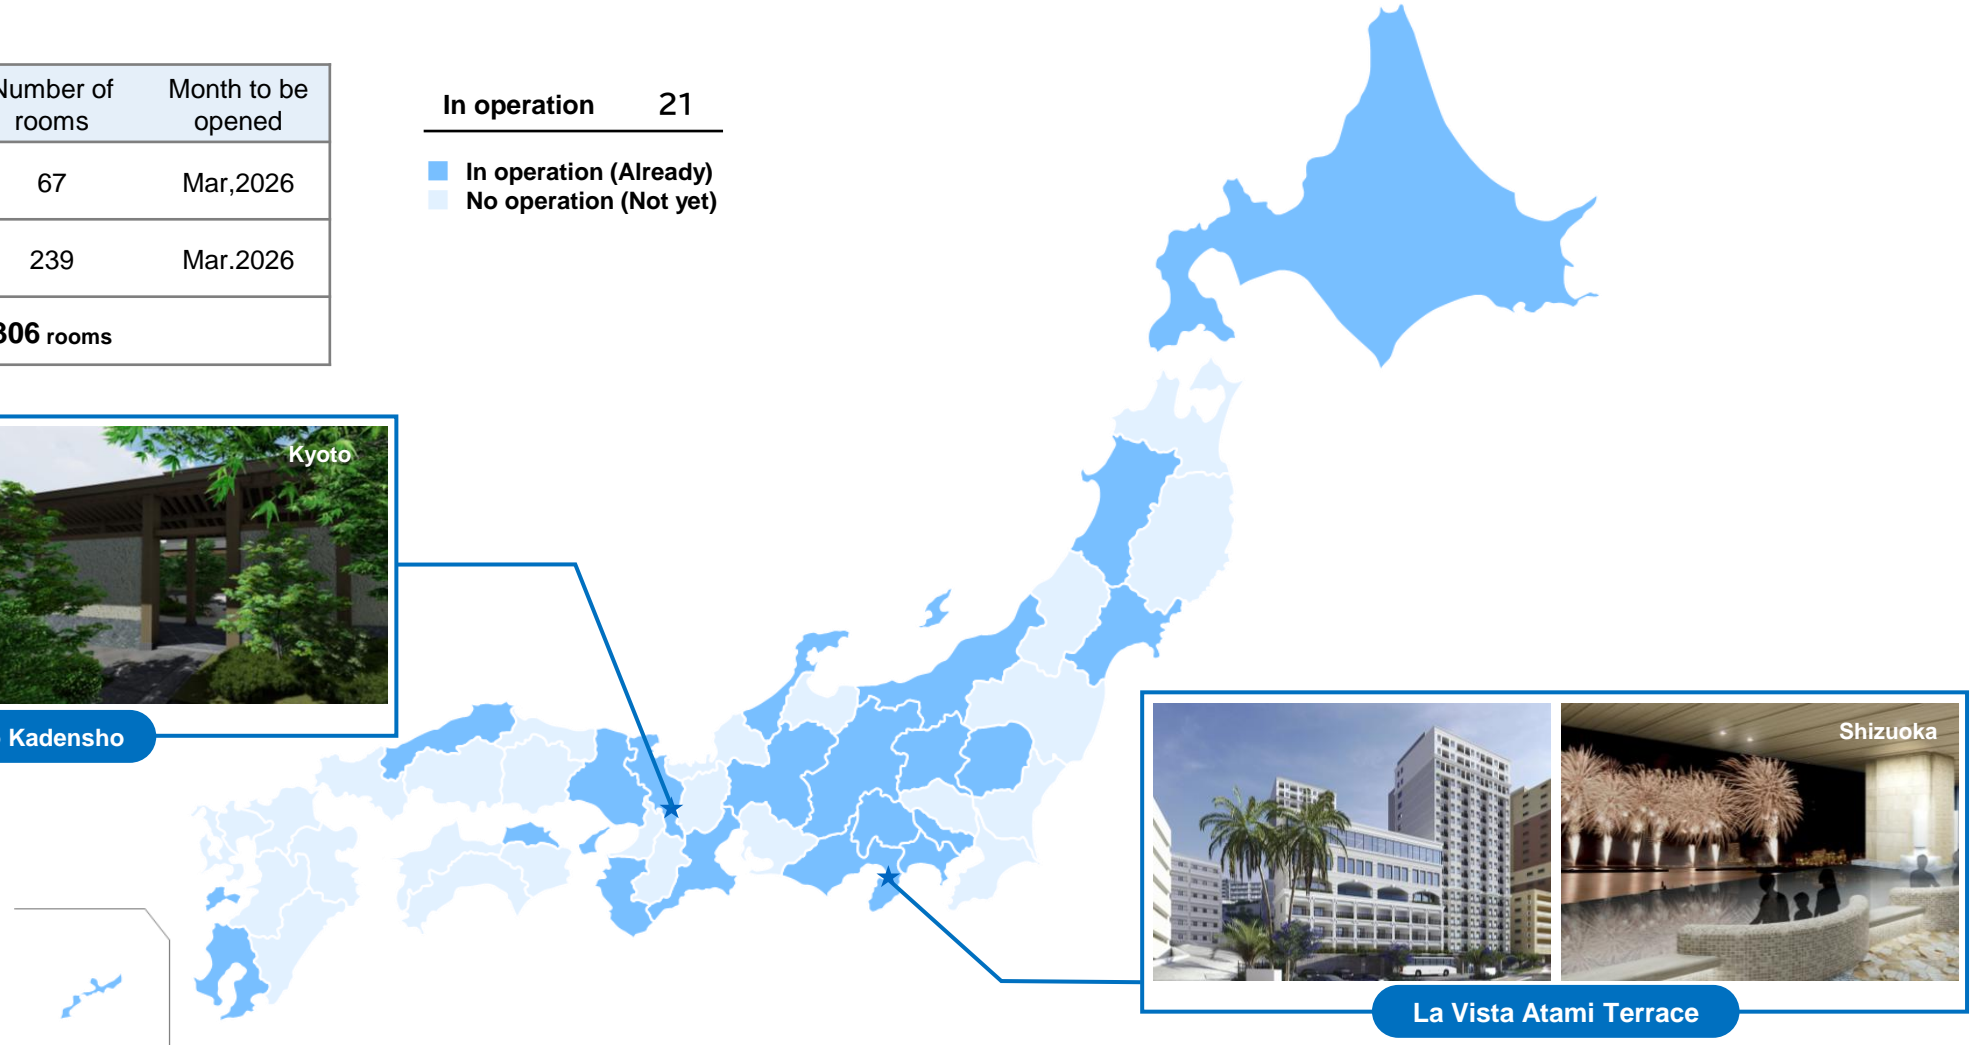 Number of
rooms
Month to be
opened
67
Mar,2026
239
Mar.2026
306 rooms
In operation 21
In operation (Already)
No operation (Not yet)
Kyoto
Kadensho
Shizuoka
La Vista Atami Terrace